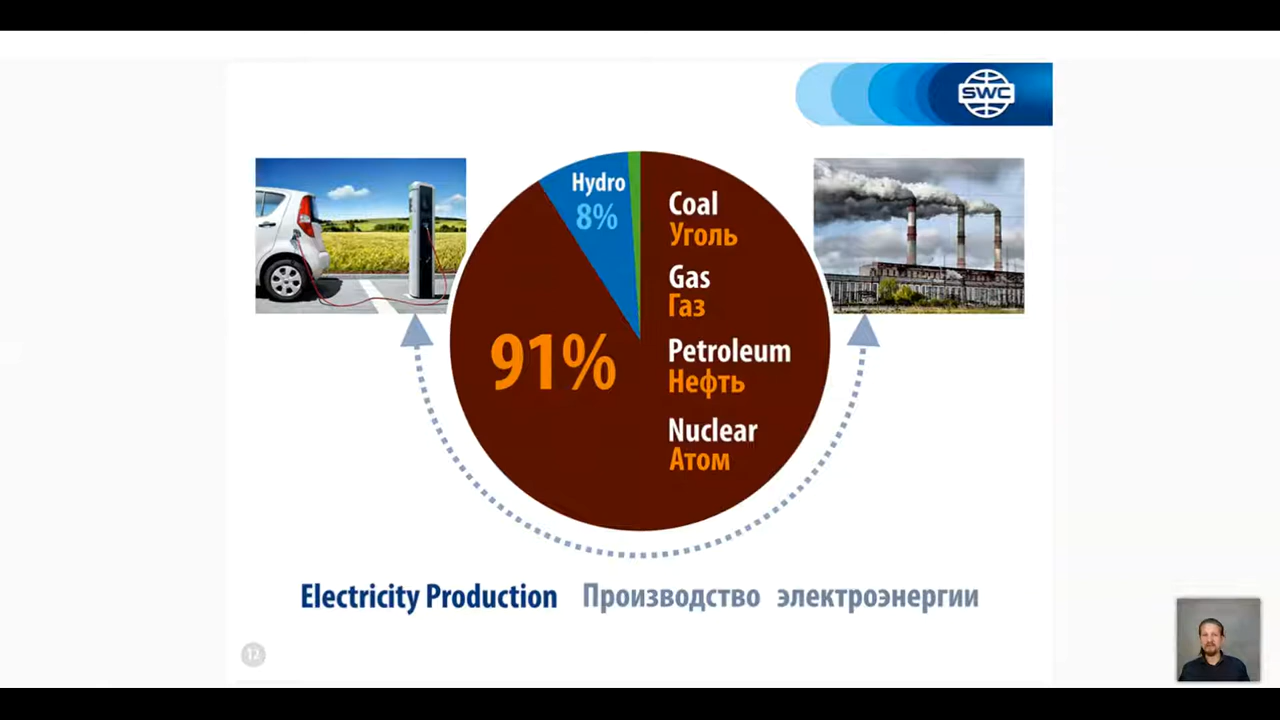 SWC
Hydro
8%
91%
Coal
Уголь
Gas
Газ
Petroleum
Нефть
Nuclear
Атом
Electricity Production Производство электроэнергии
12